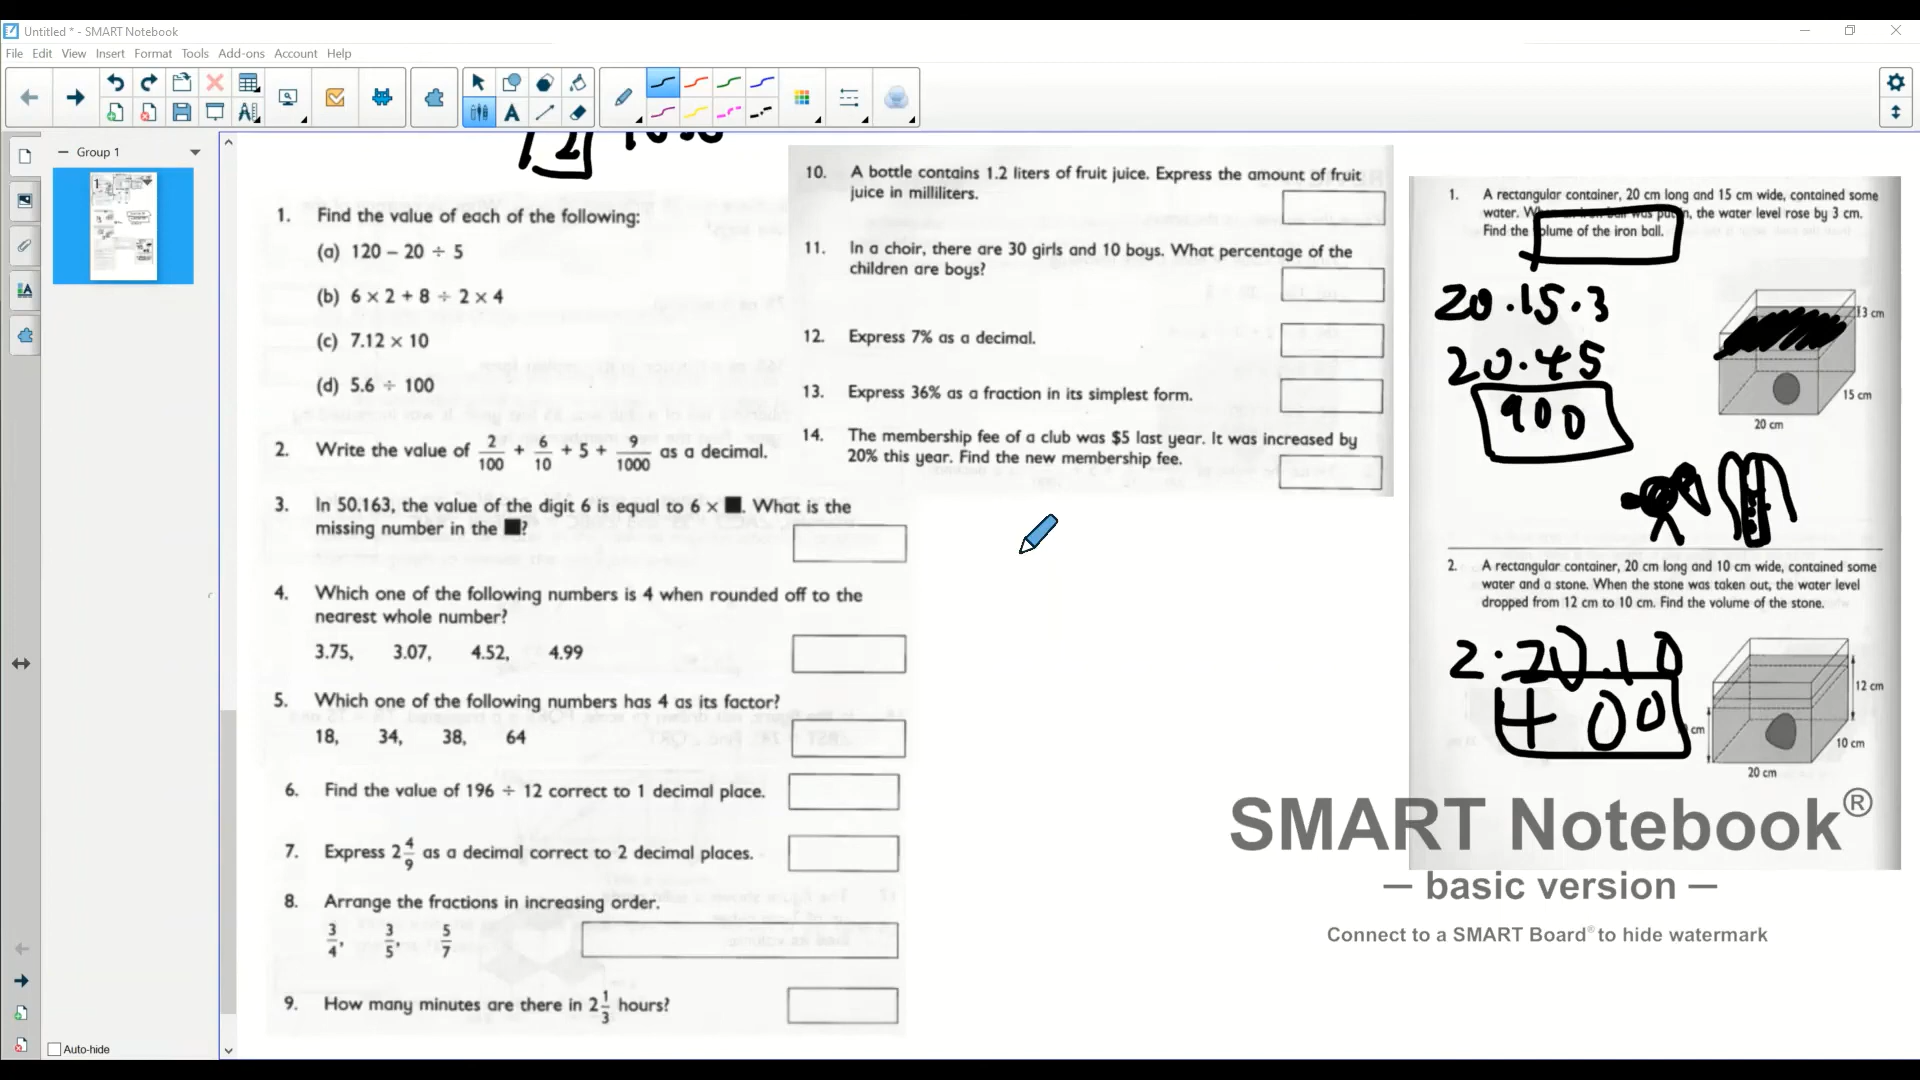 Untitled * - SMART Notebook
File Edit View Insert Format Tools Add-ons Account Help
Group 1
1. Find the value of each of the following:
(a) 120 – 20 ÷ 5
(b) 6 × 2 + 8 ÷ 2 × 4
(c) 7.12 × 10
(d) 5.6 ÷ 100
2. Write the value of 2/100 + 6/10 + 5 + 9/1000 as a decimal.
3. In 50.163, the value of the digit 6 is equal to 6 × ■. What is the
missing number in the ■?
4. Which one of the following numbers is 4 when rounded off to the
nearest whole number?
3.75, 3.07, 4.52, 4.99
5. Which one of the following numbers has 4 as its factor?
18, 34, 38, 64
6. Find the value of 196 ÷ 12 correct to 1 decimal place.
7. Express 2 4/9 as a decimal correct to 2 decimal places.
8. Arrange the fractions in increasing order.
3/4, 3/5, 5/7
9. How many minutes are there in 2 1/3 hours?
10. A bottle contains 1.2 liters of fruit juice. Express the amount of fruit
juice in milliliters.
11. In a choir, there are 30 girls and 10 boys. What percentage of the
children are boys?
12. Express 7% as a decimal.
13. Express 36% as a fraction in its simplest form.
14. The membership fee of a club was $5 last year. It was increased by
20% this year. Find the new membership fee.
1. A rectangular container, 20 cm long and 15 cm wide, contained some
water. was put in, the water level rose by 3 cm.
Find the volume of the iron ball.
20.15.3
20.45
900
3 cm
15 cm
20 cm
2. A rectangular container, 20 cm long and 10 cm wide, contained some
water and a stone. When the stone was taken out, the water level
dropped from 12 cm to 10 cm. Find the volume of the stone.
2.20.10
400
12 cm
cm
10 cm
20 cm
SMART Notebook®
— basic version —
Connect to a SMART Board® to hide watermark
Auto-hide